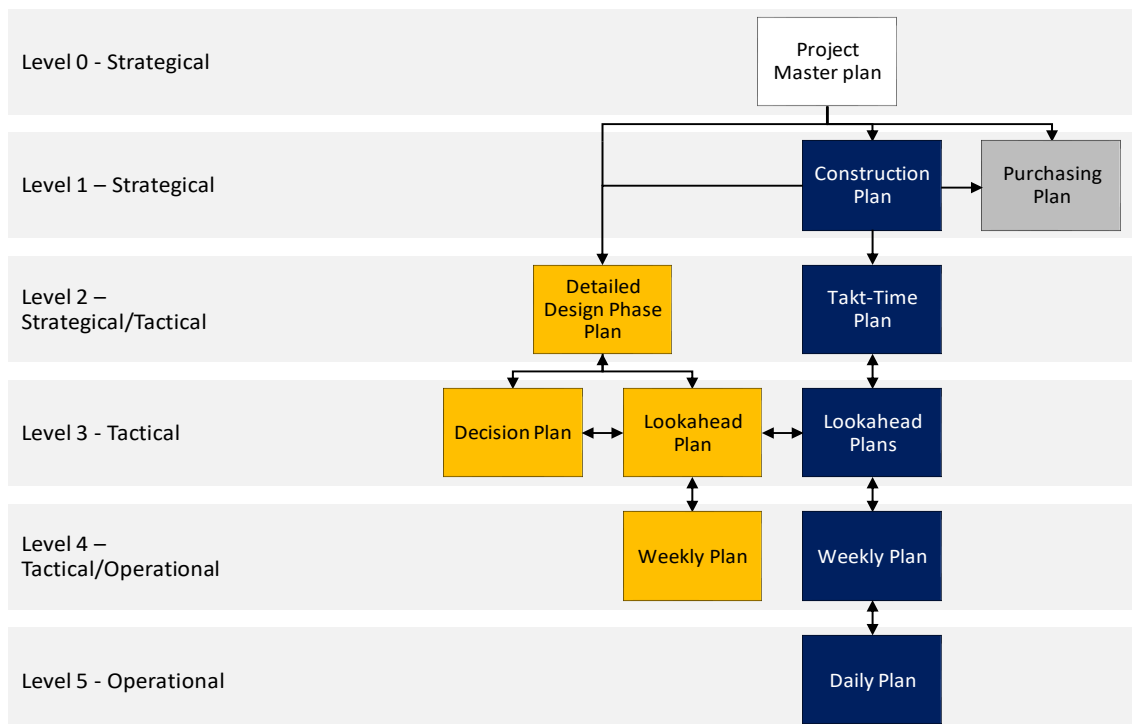 Level 0 - Strategical
Project
Master plan
Level 1 – Strategical
Construction
Plan
Purchasing
Plan
Level 2 –
Strategical/Tactical
Detailed
Design Phase
Plan
Takt-Time
Plan
Level 3 - Tactical
Decision Plan
Lookahead
Plan
Lookahead
Plans
Level 4 –
Tactical/Operational
Weekly Plan
Weekly Plan
Level 5 - Operational
Daily Plan